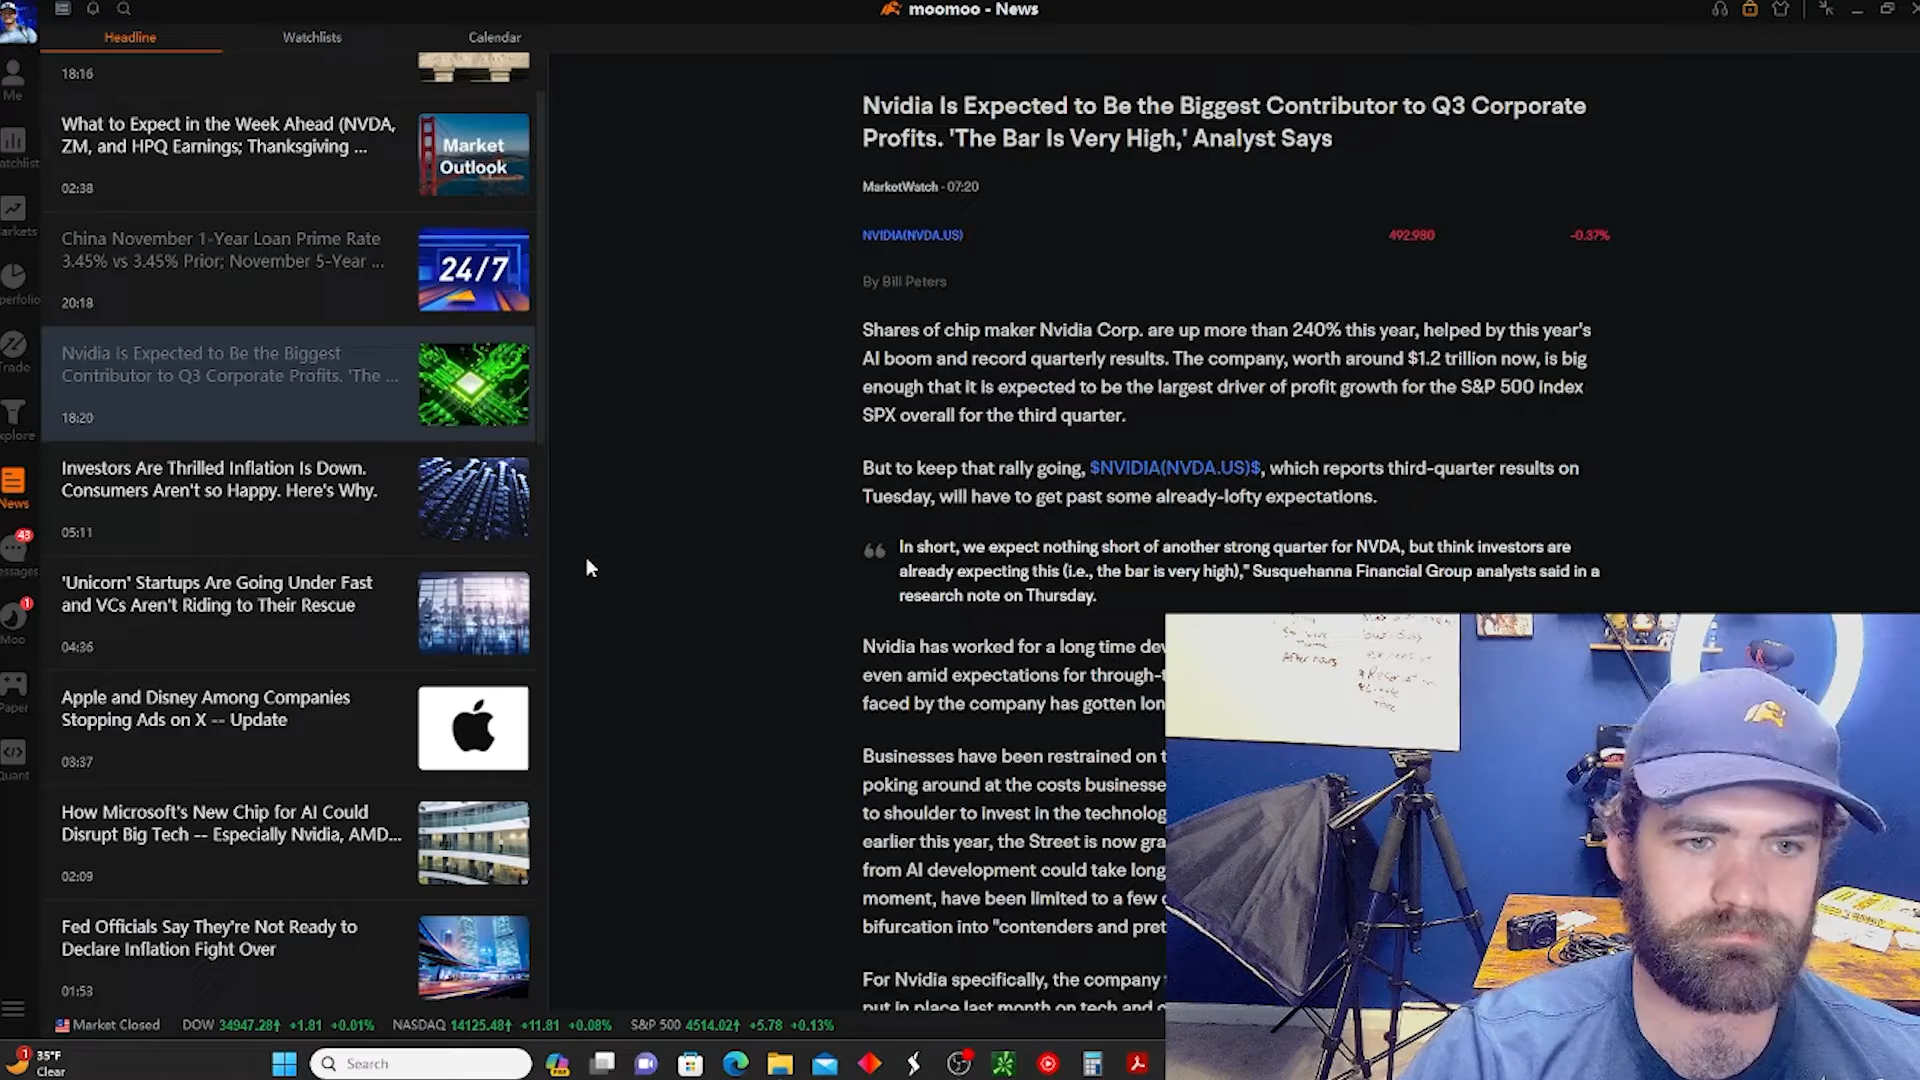 moomoo - News
Headline
Watchlists
Calendar
Me
Trade
News
43
1
Moo
Paper
18:16
What to Expect in the Week Ahead (NVDA,
ZM, and HPQ Earnings; Thanksgiving ...
02:38
Market
Outlook
China November 1-Year Loan Prime Rate
3.45% vs 3.45% Prior; November 5-Year ...
20:18
24/7
Nvidia Is Expected to Be the Biggest
Contributor to Q3 Corporate Profits. 'The ...
18:20
Investors Are Thrilled Inflation Is Down.
Consumers Aren't so Happy. Here's Why.
05:11
'Unicorn' Startups Are Going Under Fast
and VCs Aren't Riding to Their Rescue
04:36
Apple and Disney Among Companies
Stopping Ads on X -- Update
03:37
How Microsoft's New Chip for AI Could
Disrupt Big Tech -- Especially Nvidia, AMD...
02:09
Fed Officials Say They're Not Ready to
Declare Inflation Fight Over
01:53
Nvidia Is Expected to Be the Biggest Contributor to Q3 Corporate
Profits. 'The Bar Is Very High,' Analyst Says
MarketWatch · 07:20
NVIDIA(NVDA.US) 492.980 -0.37%
By Bill Peters
Shares of chip maker Nvidia Corp. are up more than 240% this year, helped by this year's
AI boom and record quarterly results. The company, worth around $1.2 trillion now, is big
enough that it is expected to be the largest driver of profit growth for the S&P 500 index
SPX overall for the third quarter.
But to keep that rally going, $NVIDIA(NVDA.US)$, which reports third-quarter results on
Tuesday, will have to get past some already-lofty expectations.
In short, we expect nothing short of another strong quarter for NVDA, but think investors are
already expecting this (i.e., the bar is very high)," Susquehanna Financial Group analysts said in a
research note on Thursday.
Nvidia has worked for a long time
even amid expectations for
faced by the company has gotten
Businesses have been restrained on
poking around at the costs
to shoulder to invest in the
earlier this year, the Street is now
from AI development could take
moment, have been limited to a few
bifurcation into "contenders and
For Nvidia specifically, the company
put in place last month on tech and
After hours
Market Closed DOW 34947.28↑ +1.81 +0.01% NASDAQ 14125.48↑ +11.81 +0.08% S&P 500 4514.02↑ +5.78 +0.13%
1
35°F
Clear
Search